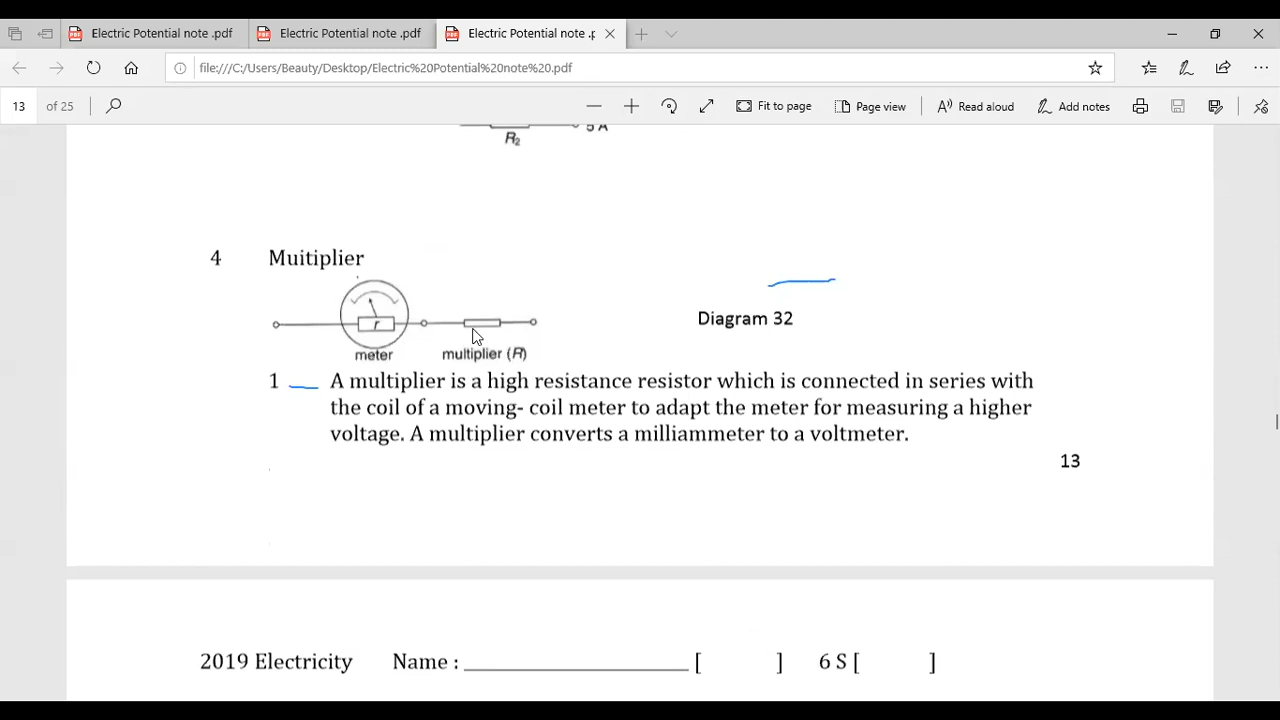 Electric Potential note .pdf
Electric Potential note .pdf
Electric Potential note .p
file:///C:/Users/Beauty/Desktop/Electric%20Potential%20note%20.pdf
13 of 25
Fit to page
Page view
Read aloud
Add notes
5 A
R₂
4 Muitiplier
r
Diagram 32
meter
multiplier (R)
1 A multiplier is a high resistance resistor which is connected in series with
the coil of a moving- coil meter to adapt the meter for measuring a higher
voltage. A multiplier converts a milliammeter to a voltmeter.
13
2019 Electricity Name : ____________________ [ ] 6 S [ ]